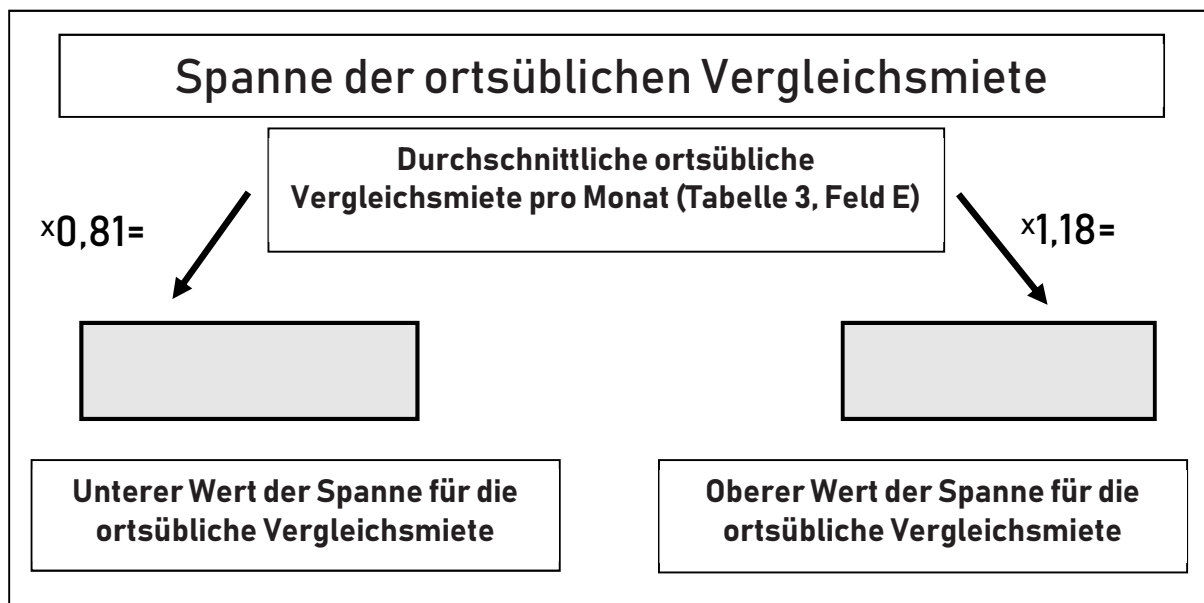 Spanne der ortsüblichen Vergleichsmiete
Durchschnittliche ortsübliche
Vergleichsmiete pro Monat (Tabelle 3, Feld E)
x0,81=
x1,18=
Unterer Wert der Spanne für die
ortsübliche Vergleichsmiete
Oberer Wert der Spanne für die
ortsübliche Vergleichsmiete